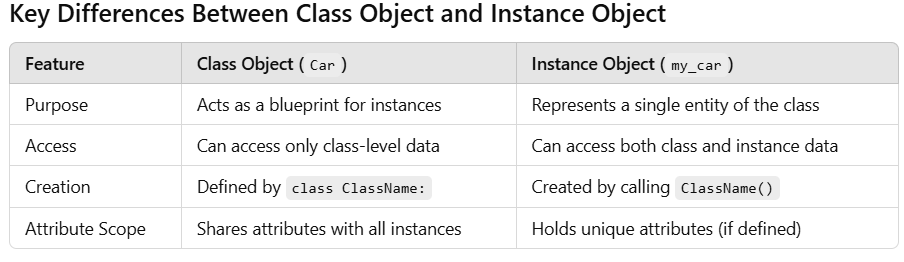 Key Differences Between Class Object and Instance Object
Feature Class Object ( Car ) Instance Object ( my_car )
Purpose Acts as a blueprint for instances Represents a single entity of the class
Access Can access only class-level data Can access both class and instance data
Creation Defined by class ClassName: Created by calling ClassName()
Attribute Scope Shares attributes with all instances Holds unique attributes (if defined)